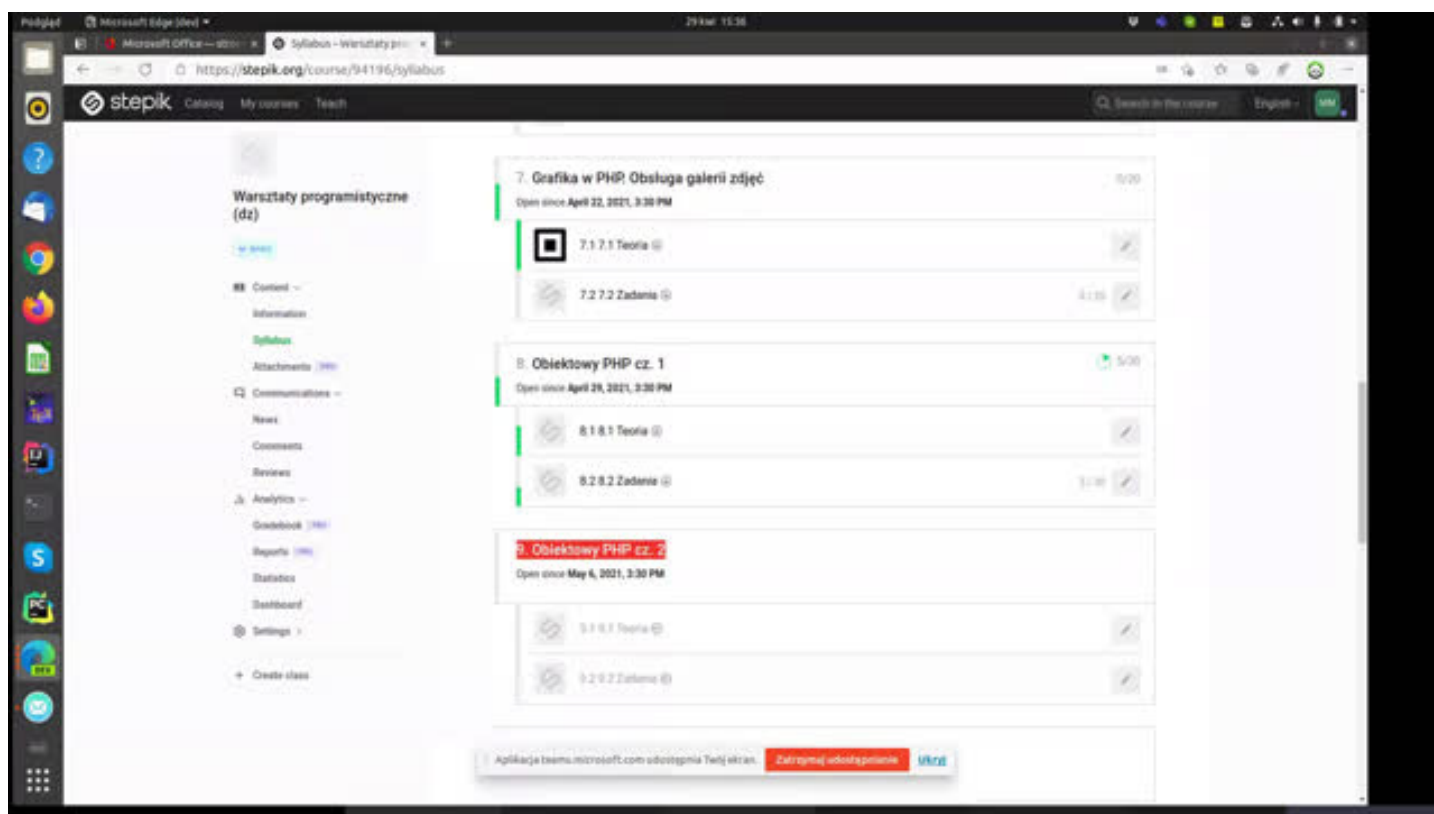 Podgląd Microsoft Edge (dev) 29 kwi 15:36
Microsoft Office — Syllabus – Warsztaty
https://stepik.org/course/94196/syllabus
stepik Catalog My courses Teach Search in the course English MM
Warsztaty programistyczne
(dz)
Content
Information
Syllabus
Attachments PRO
Communications
News
Comments
Reviews
Analytics
Gradebook PRO
Reports PRO
Statistics
Dashboard
Settings
+ Create class
7. Grafika w PHP. Obsługa galerii zdjęć 0/20
Open since April 22, 2021, 3:30 PM
7.1 7.1 Teoria
7.2 7.2 Zadania
8. Obiektowy PHP cz. 1 5/20
Open since April 29, 2021, 3:30 PM
8.1 8.1 Teoria
8.2 8.2 Zadania
9. Obiektowy PHP cz. 2
Open since May 6, 2021, 3:30 PM
9.1 9.1 Teoria
9.2 9.2 Zadania
Aplikacja teams.microsoft.com udostępnia Twój ekran. Zatrzymaj udostępnianie Ukryj